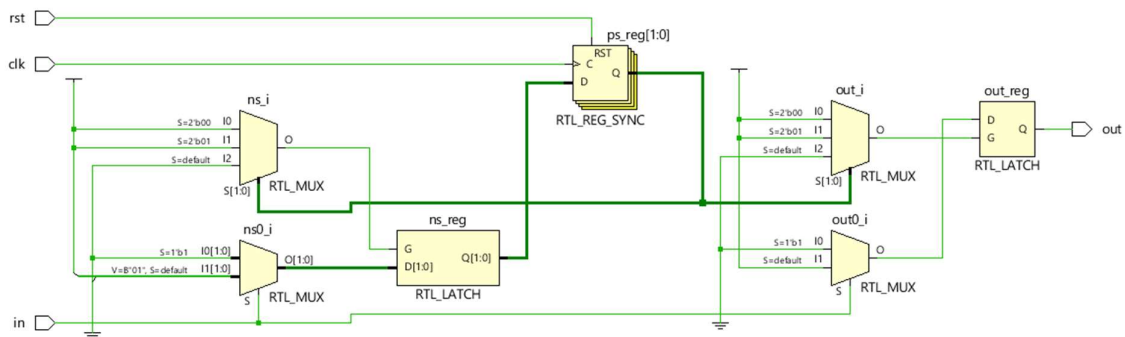 rst
ps_reg[1:0]
RST
clk
C
Q
D
RTL_REG_SYNC
ns_i
S=2'b00 I0
S=2'b01 I1
S=default I2
O
S[1:0]
RTL_MUX
out_i
S=2'b00 I0
S=2'b01 I1
S=default I2
O
S[1:0]
RTL_MUX
out_reg
D
G
Q
out
RTL_LATCH
ns0_i
S=1'b1 I0[1:0]
V=B"01", S=default I1[1:0]
O[1:0]
S
RTL_MUX
ns_reg
G
D[1:0]
Q[1:0]
RTL_LATCH
out0_i
S=1'b1 I0
S=default I1
O
S
RTL_MUX
in